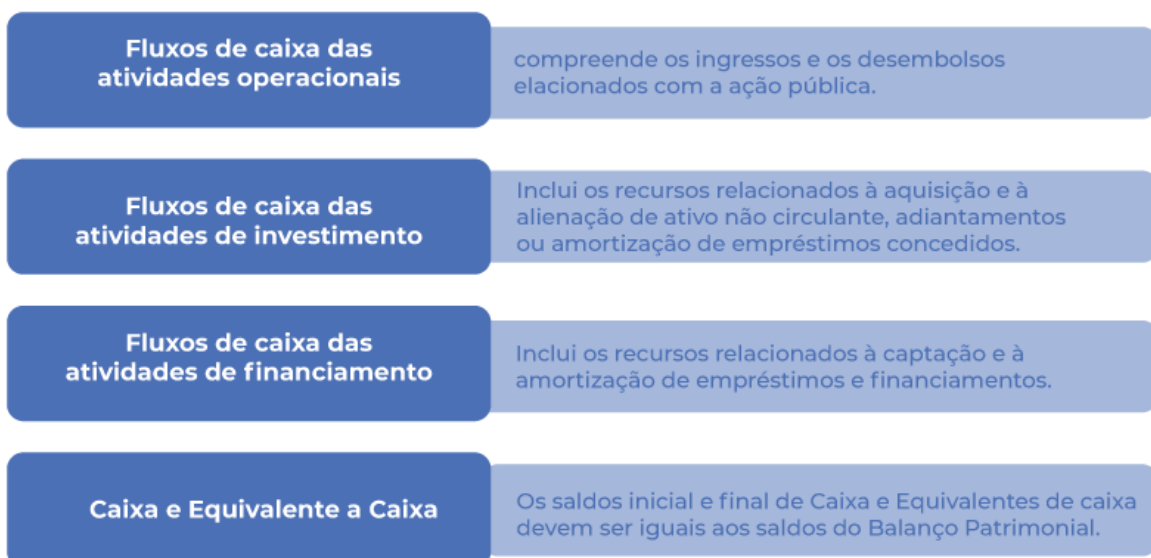 Fluxos de caixa das
atividades operacionais
compreende os ingressos e os desembolsos
elacionados com a ação pública.
Fluxos de caixa das
atividades de investimento
Inclui os recursos relacionados à aquisição e à
alienação de ativo não circulante, adiantamentos
ou amortização de empréstimos concedidos.
Fluxos de caixa das
atividades de financiamento
Inclui os recursos relacionados à captação e à
amortização de empréstimos e financiamentos.
Caixa e Equivalente a Caixa
Os saldos inicial e final de Caixa e Equivalentes de caixa
devem ser iguais aos saldos do Balanço Patrimonial.